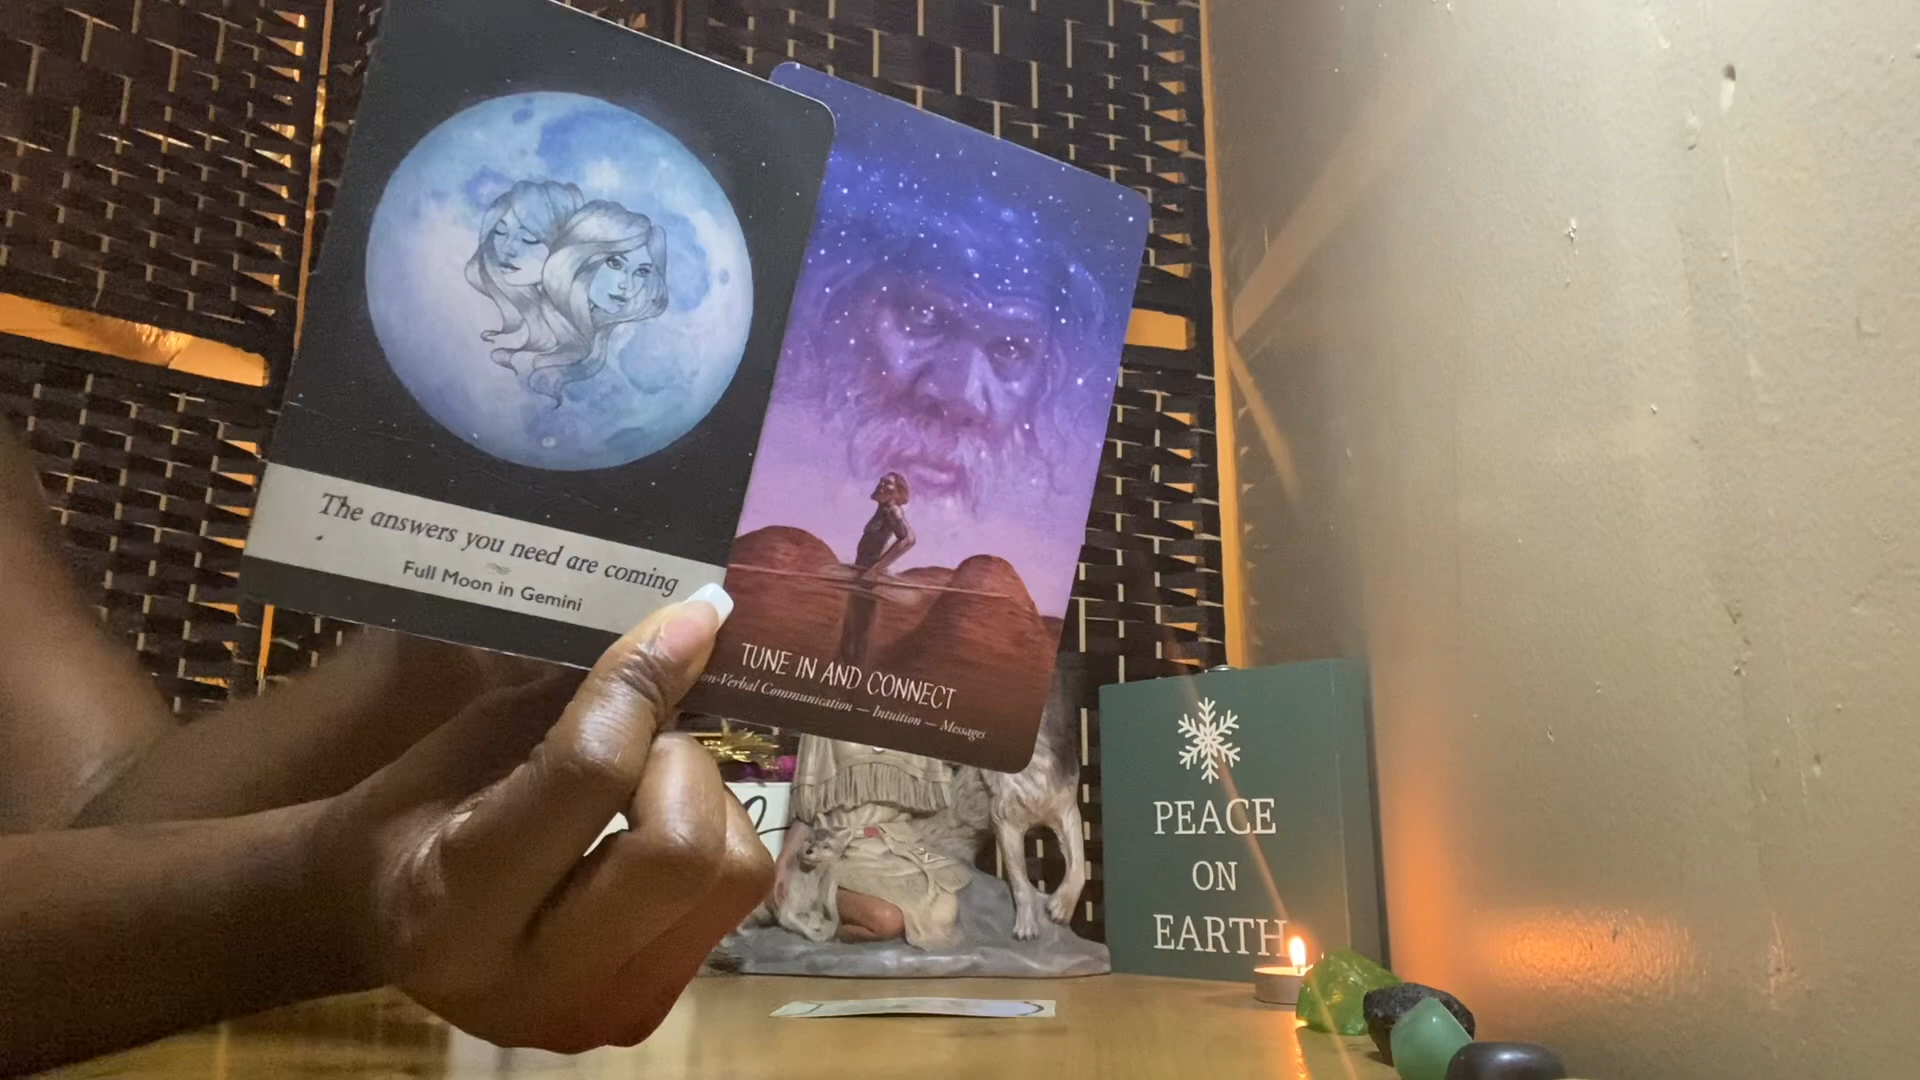 The answers you need are coming
Full Moon in Gemini
TUNE IN AND CONNECT
Communication — Intuition — Messages
PEACE
ON
EARTH